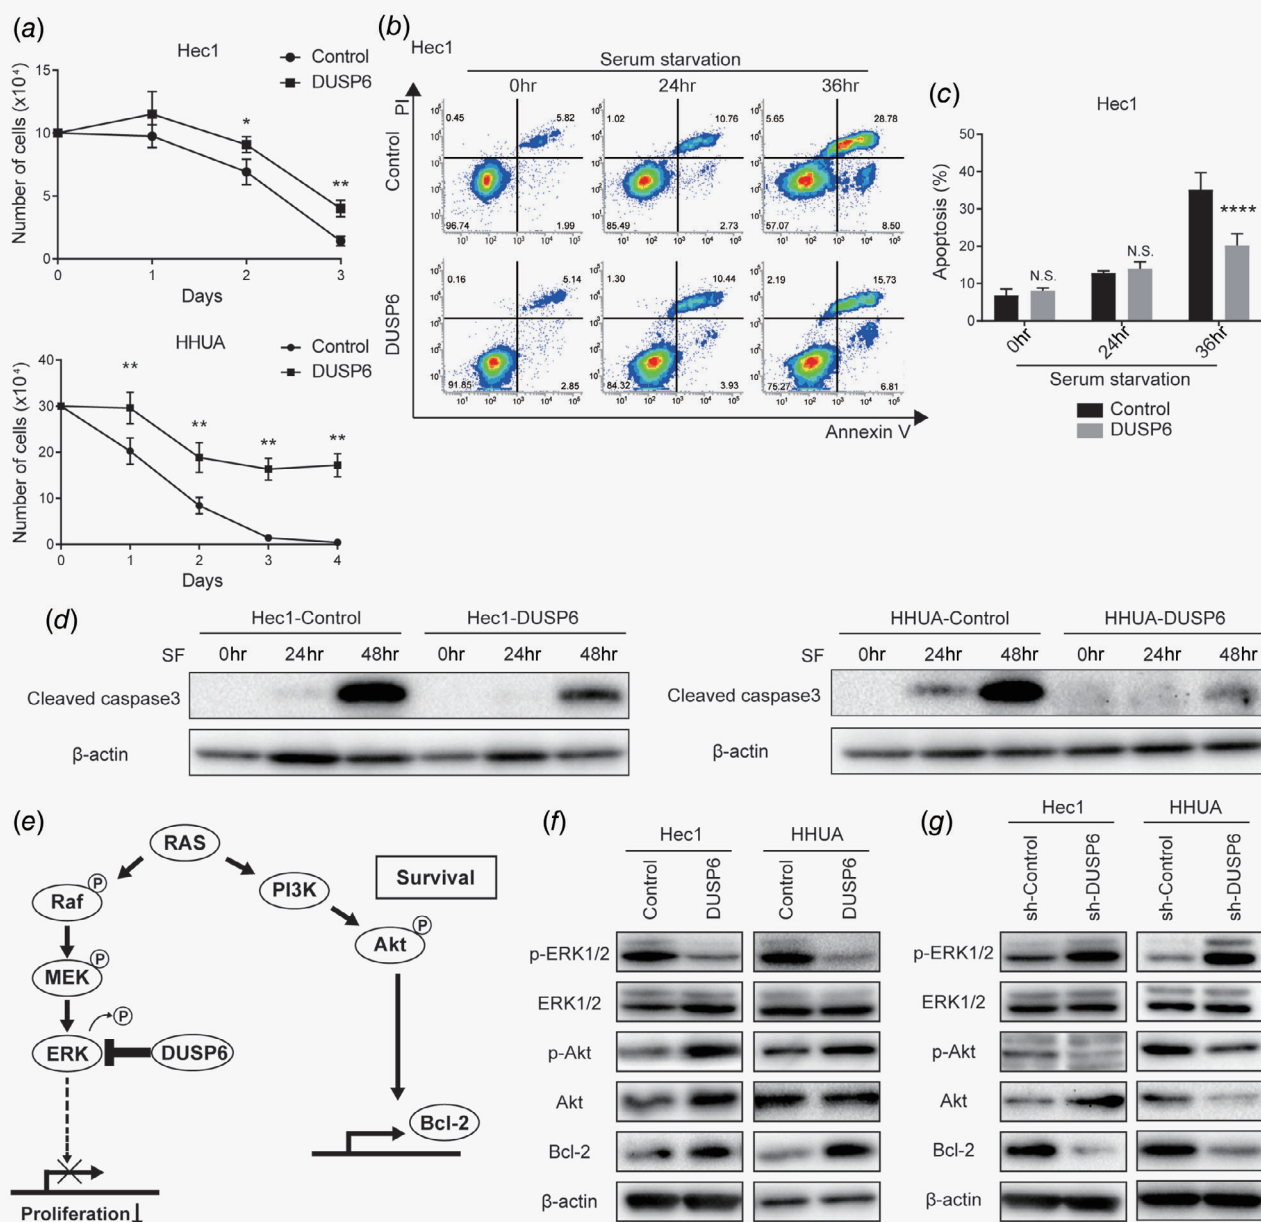 (a)
Hec1
Control
DUSP6
Number of cells (x10⁴)
15
10
5
0
*
**
0 1 2 3
Days
HHUA
Control
DUSP6
Number of cells (x10⁴)
40
30
20
10
0
** ** ** **
0 1 2 3 4
Days
(b)
Hec1
Serum starvation
0hr 24hr 36hr
PI
Control
0.45 5.82
96.74 1.99
1.02 10.76
85.49 2.73
5.65 28.78
57.07 8.50
DUSP6
0.16 5.14
91.85 2.85
1.30 10.44
84.32 3.93
2.19 15.73
75.27 6.81
Annexin V
(c)
Hec1
Apoptosis (%)
50
40
30
20
10
0
N.S. N.S. ****
0hr 24hr 36hr
Serum starvation
Control
DUSP6
(d)
Hec1-Control Hec1-DUSP6
SF 0hr 24hr 48hr 0hr 24hr 48hr
Cleaved caspase3
β-actin
HHUA-Control HHUA-DUSP6
SF 0hr 24hr 48hr 0hr 24hr 48hr
Cleaved caspase3
β-actin
(e)
RAS
Raf P
PI3K
Survival
MEK P
Akt P
ERK P
DUSP6
Bcl-2
Proliferation↓
(f)
Hec1 HHUA
Control DUSP6 Control DUSP6
p-ERK1/2
ERK1/2
p-Akt
Akt
Bcl-2
β-actin
(g)
Hec1 HHUA
sh-Control sh-DUSP6 sh-Control sh-DUSP6
p-ERK1/2
ERK1/2
p-Akt
Akt
Bcl-2
β-actin